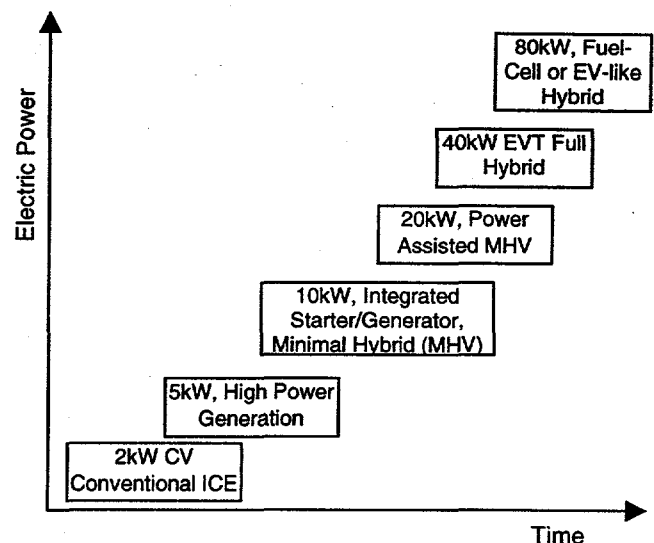 80kW, Fuel-
Cell or EV-like
Hybrid
40kW EVT Full
Hybrid
20kW, Power
Assisted MHV
10kW, Integrated
Starter/Generator,
Minimal Hybrid (MHV)
5kW, High Power
Generation
2kW CV
Conventional ICE
Electric Power
Time